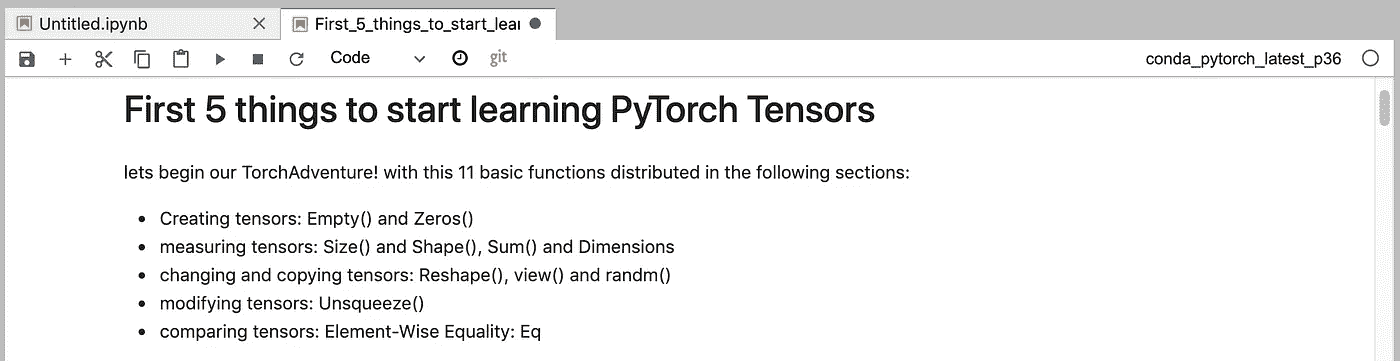 Untitled.ipynb First_5_things_to_start_lear
Code git conda_pytorch_latest_p36
First 5 things to start learning PyTorch Tensors
lets begin our TorchAdventure! with this 11 basic functions distributed in the following sections:
• Creating tensors: Empty() and Zeros()
• measuring tensors: Size() and Shape(), Sum() and Dimensions
• changing and copying tensors: Reshape(), view() and randm()
• modifying tensors: Unsqueeze()
• comparing tensors: Element-Wise Equality: Eq